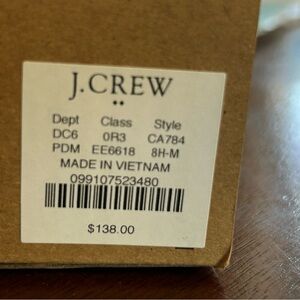 J.CREW
Dept Class Style
DC6 0R3 CA784
PDM EE6618 8H-M
MADE IN VIETNAM
099107523480
$138.00